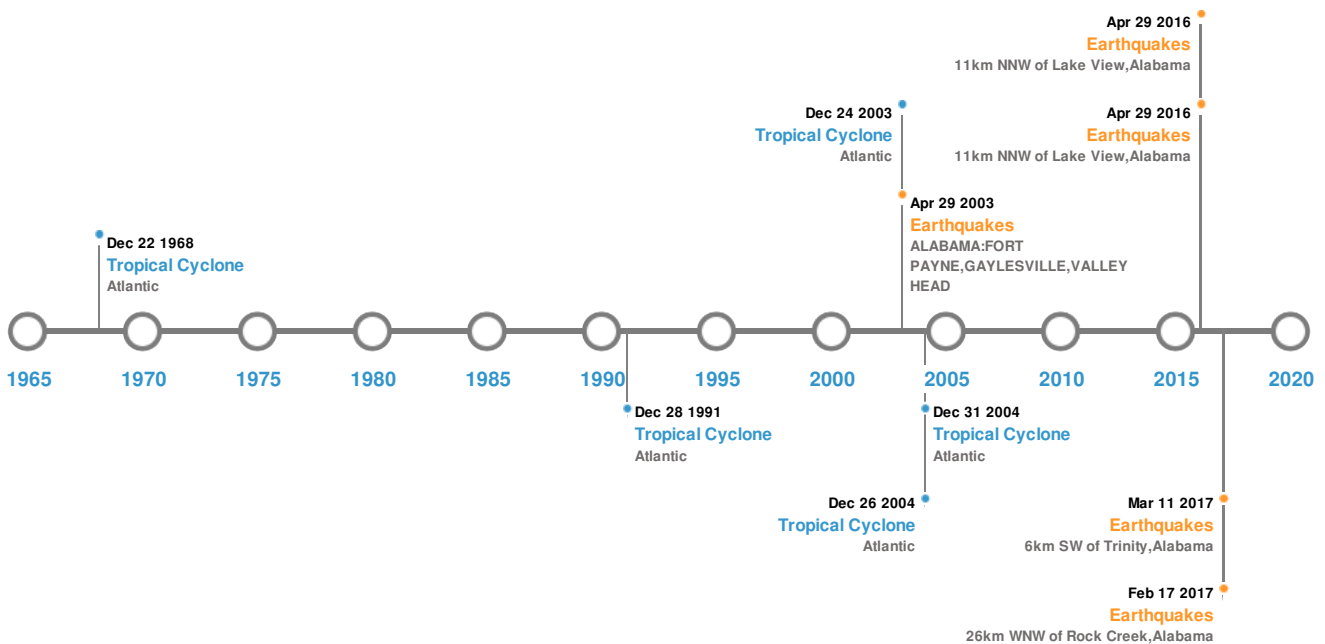 Apr 29 2016
Earthquakes
11km NNW of Lake View,Alabama
Dec 24 2003
Tropical Cyclone
Atlantic
Apr 29 2016
Earthquakes
11km NNW of Lake View,Alabama
Apr 29 2003
Earthquakes
ALABAMA:FORT
PAYNE,GAYLESVILLE,VALLEY
HEAD
Dec 22 1968
Tropical Cyclone
Atlantic
1965 1970 1975 1980 1985 1990 1995 2000 2005 2010 2015 2020
Dec 28 1991
Tropical Cyclone
Atlantic
Dec 31 2004
Tropical Cyclone
Atlantic
Dec 26 2004
Tropical Cyclone
Atlantic
Mar 11 2017
Earthquakes
6km SW of Trinity,Alabama
Feb 17 2017
Earthquakes
26km WNW of Rock Creek,Alabama